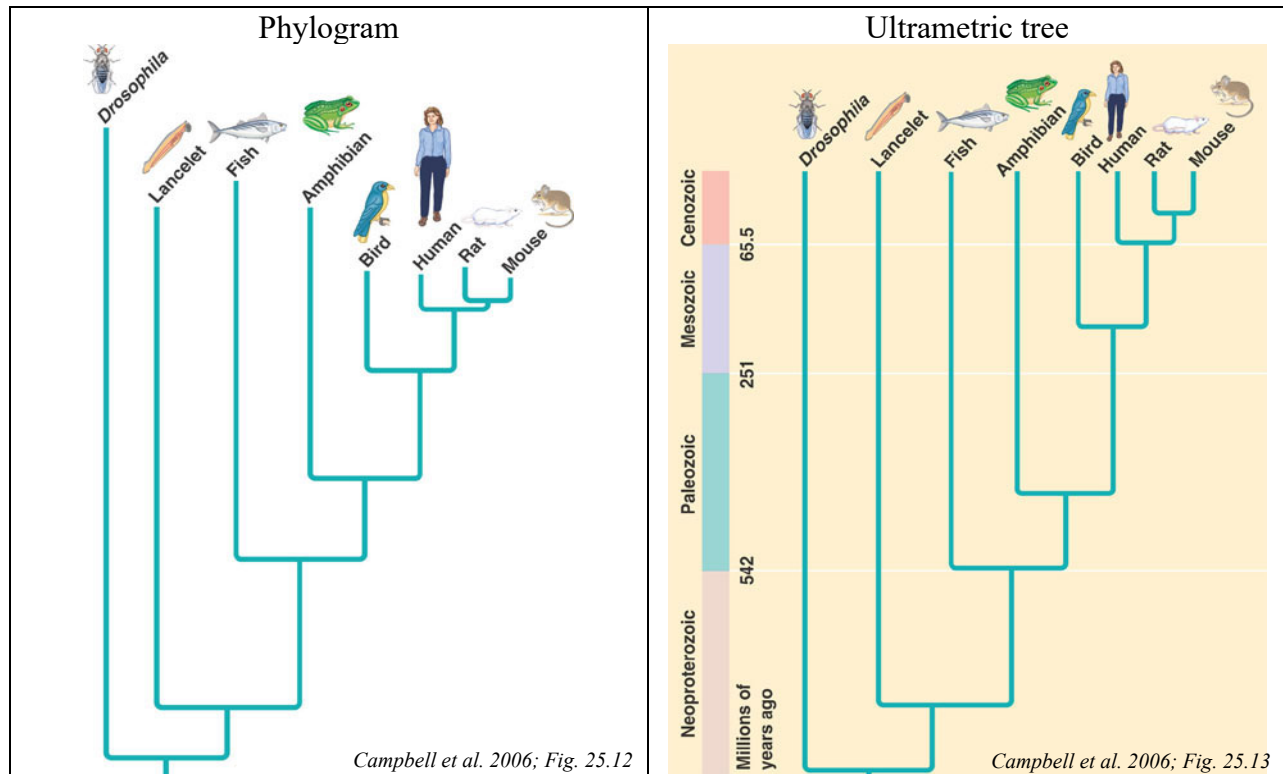 Phylogram
Drosophila
Lancelet
Fish
Amphibian
Bird
Human
Rat
Mouse
Campbell et al. 2006; Fig. 25.12
Ultrametric tree
Drosophila
Lancelet
Fish
Amphibian
Bird
Human
Rat
Mouse
Cenozoic
65.5
Mesozoic
251
Paleozoic
542
Neoproterozoic
Millions of
years ago
Campbell et al. 2006; Fig. 25.13